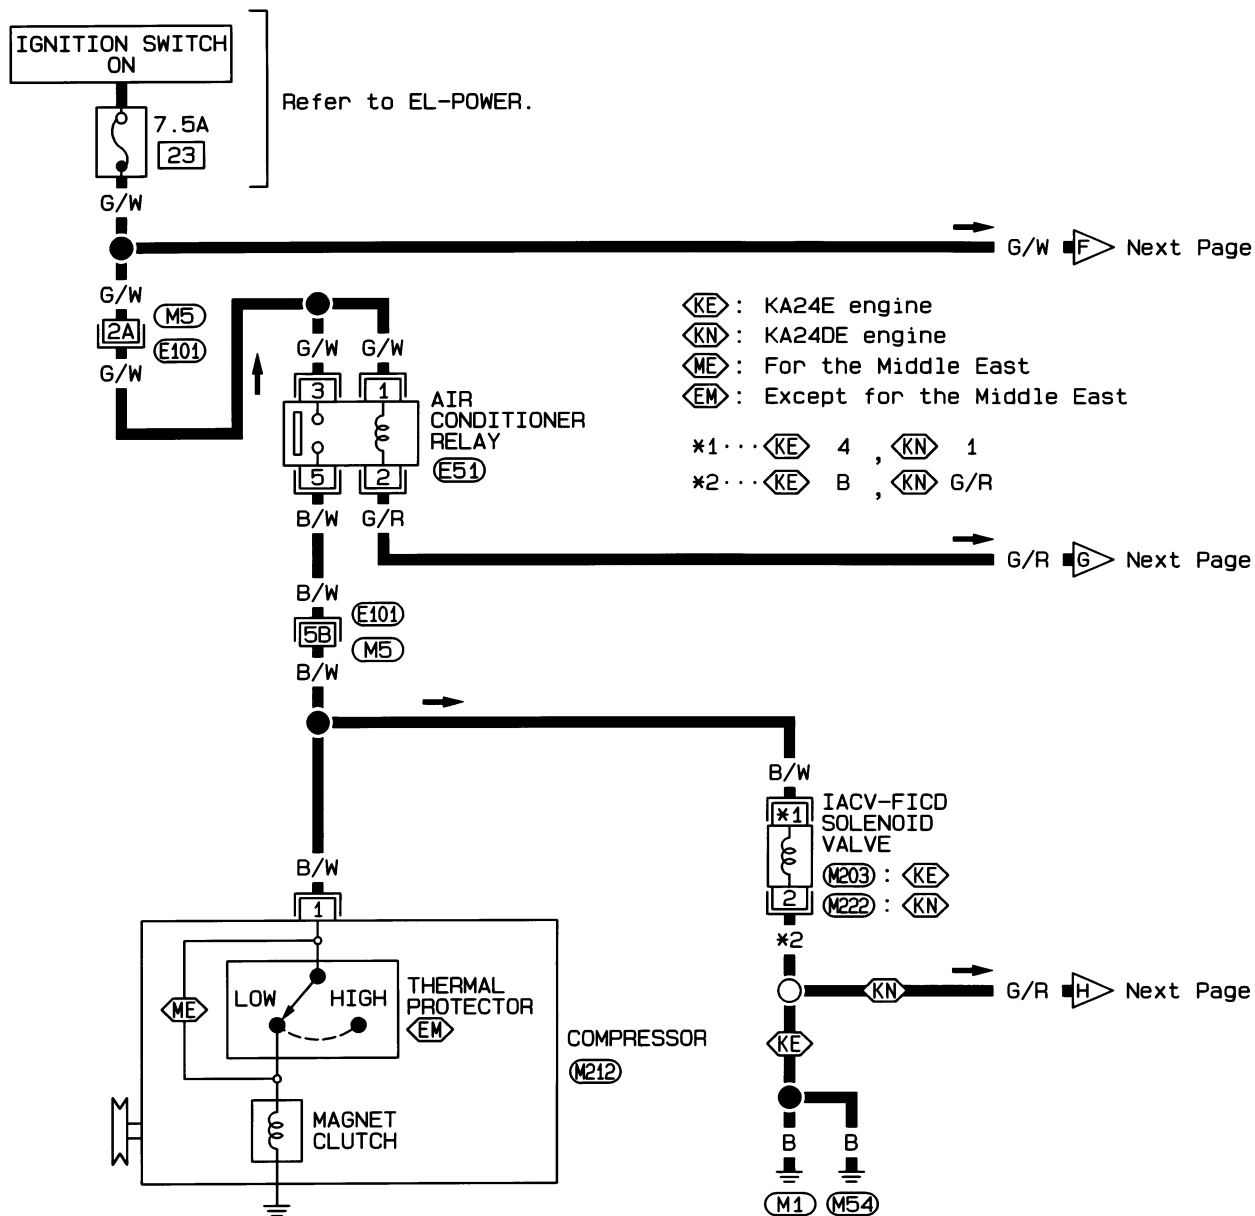 IGNITION SWITCH
ON
Refer to EL-POWER.
7.5A
23
G/W
G/W F Next Page
G/W
M5
2A
E101
G/W
G/W G/W
KE : KA24E engine
KN : KA24DE engine
ME : For the Middle East
EM : Except for the Middle East
3 1
AIR
CONDITIONER
RELAY
E51
*1··· KE 4 , KN 1
*2··· KE B , KN G/R
5 2
B/W G/R
G/R G Next Page
B/W
E101
5B
M5
B/W
B/W
*1
IACV-FICD
SOLENOID
VALVE
M203 : KE
2
M222 : KN
*2
B/W
1
KN G/R H Next Page
ME
LOW HIGH
THERMAL
PROTECTOR
EM
COMPRESSOR
M212
KE
MAGNET
CLUTCH
B B
M1 M54